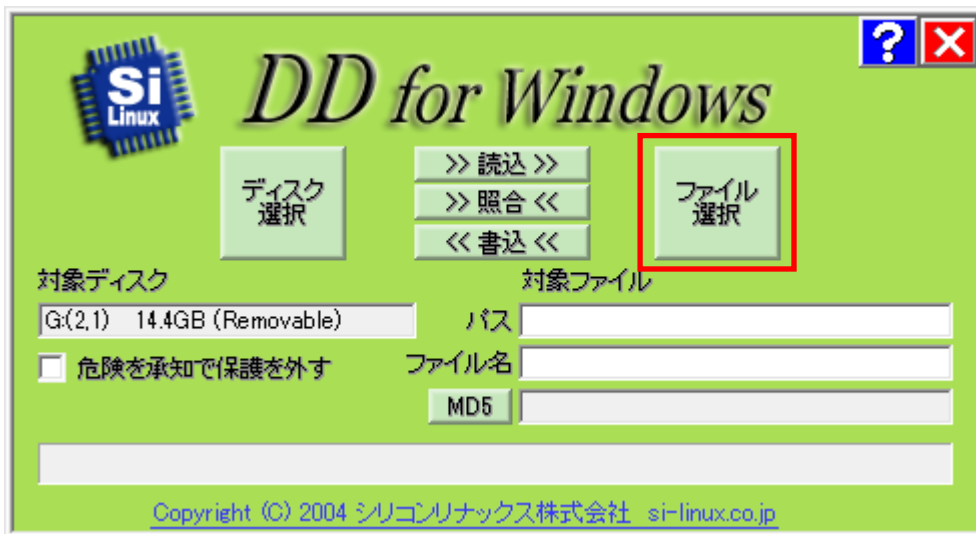 ?
X
Si
Linux
DD for Windows
ディスク
選択
>> 読込 >>
>> 照合 <<
<< 書込 <<
ファイル
選択
対象ディスク
対象ファイル
G:(2,1) 14.4GB (Removable)
パス
危険を承知で保護を外す
ファイル名
MD5
Copyright (C) 2004 シリコンリナックス株式会社 si-linux.co.jp